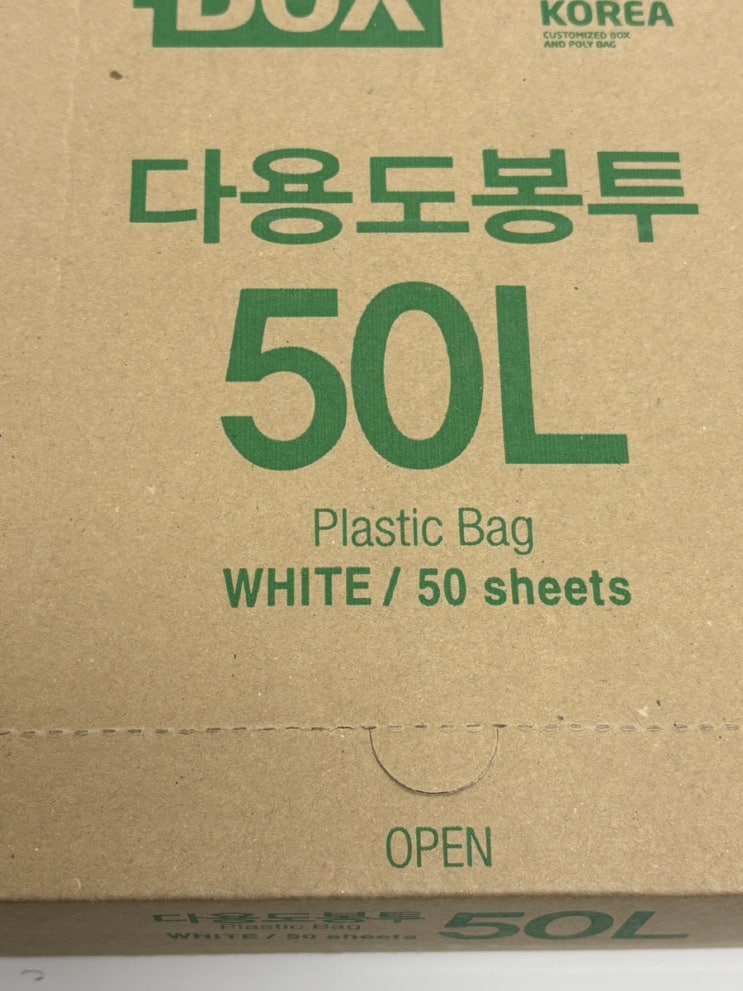 BOX
KOREA
CUSTOMIZED BOX
AND POLY BAG
다용도봉투
50L
Plastic Bag
WHITE / 50 sheets
OPEN
다용도봉투 50L
Plastic Bag
WHITE / 50 sheets